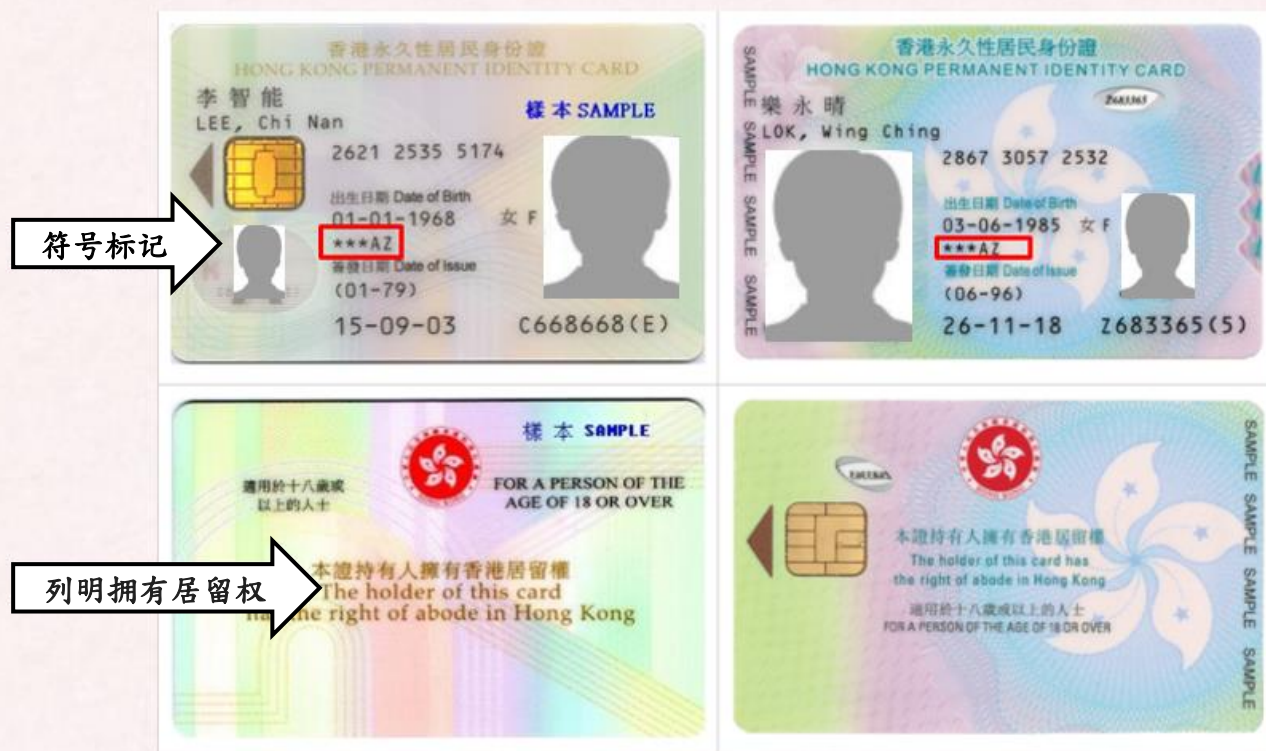 香港永久性居民身份證
HONG KONG PERMANENT IDENTITY CARD
李智能
LEE, Chi Nan
樣本 SAMPLE
2621 2535 5174
出生日期 Date of Birth
01-01-1968 女 F
***AZ
簽發日期 Date of Issue
(01-79)
15-09-03 C668668(E)
符号标记
香港永久性居民身份證
HONG KONG PERMANENT IDENTITY CARD
Z683365
樂永晴
LOK, Wing Ching
2867 3057 2532
出生日期 Date of Birth
03-06-1985 女 F
***AZ
簽發日期 Date of Issue
(06-96)
26-11-18 Z683365(5)
SAMPLE SAMPLE SAMPLE SAMPLE
樣本 SAMPLE
適用於十八歲或
以上的人士
FOR A PERSON OF THE
AGE OF 18 OR OVER
列明拥有居留权
本證持有人擁有香港居留權
The holder of this card
the right of abode in Hong Kong
本證持有人擁有香港居留權
The holder of this card has
the right of abode in Hong Kong
適用於十八歲或以上的人士
FOR A PERSON OF THE AGE OF 18 OR OVER
SAMPLE SAMPLE SAMPLE SAMPLE